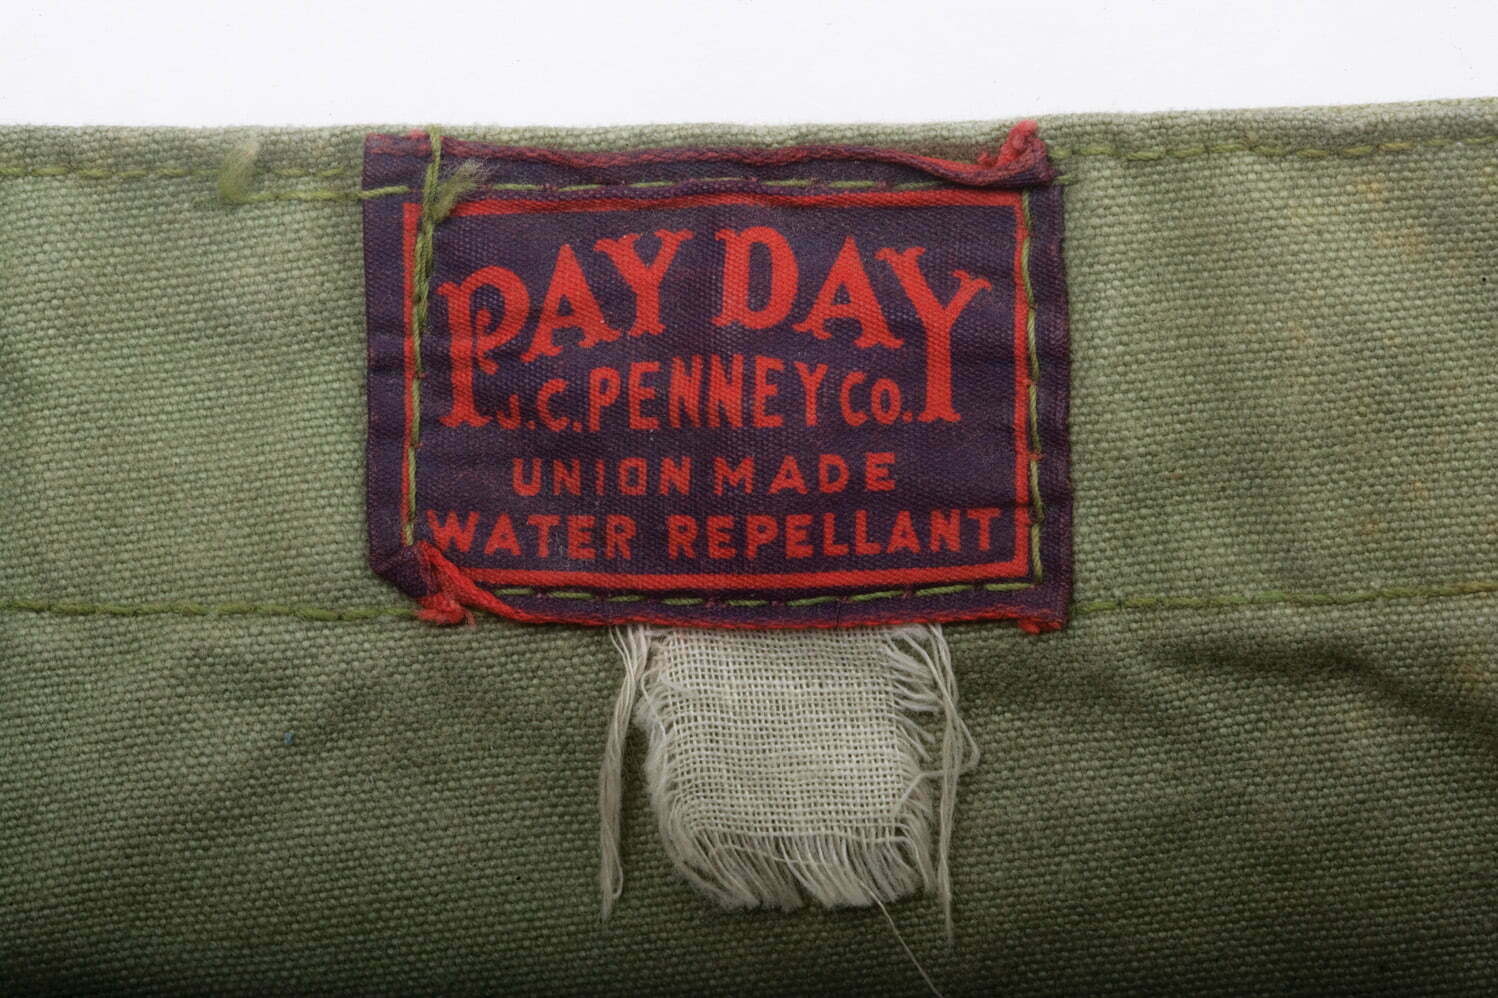 PAY DAY
J.C. PENNEY CO.
UNION MADE
WATER REPELLANT